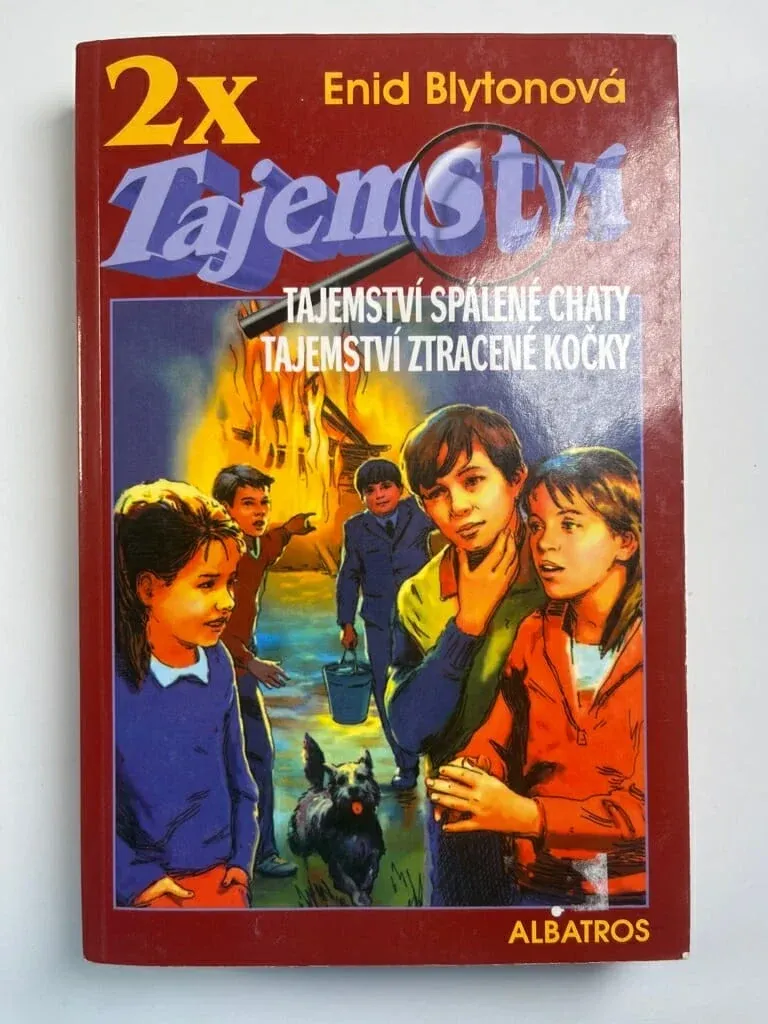 2x
Enid Blytonová
Tajemství
TAJEMSTVÍ SPÁLENÉ CHATY
TAJEMSTVÍ ZTRACENÉ KOČKY
ALBATROS